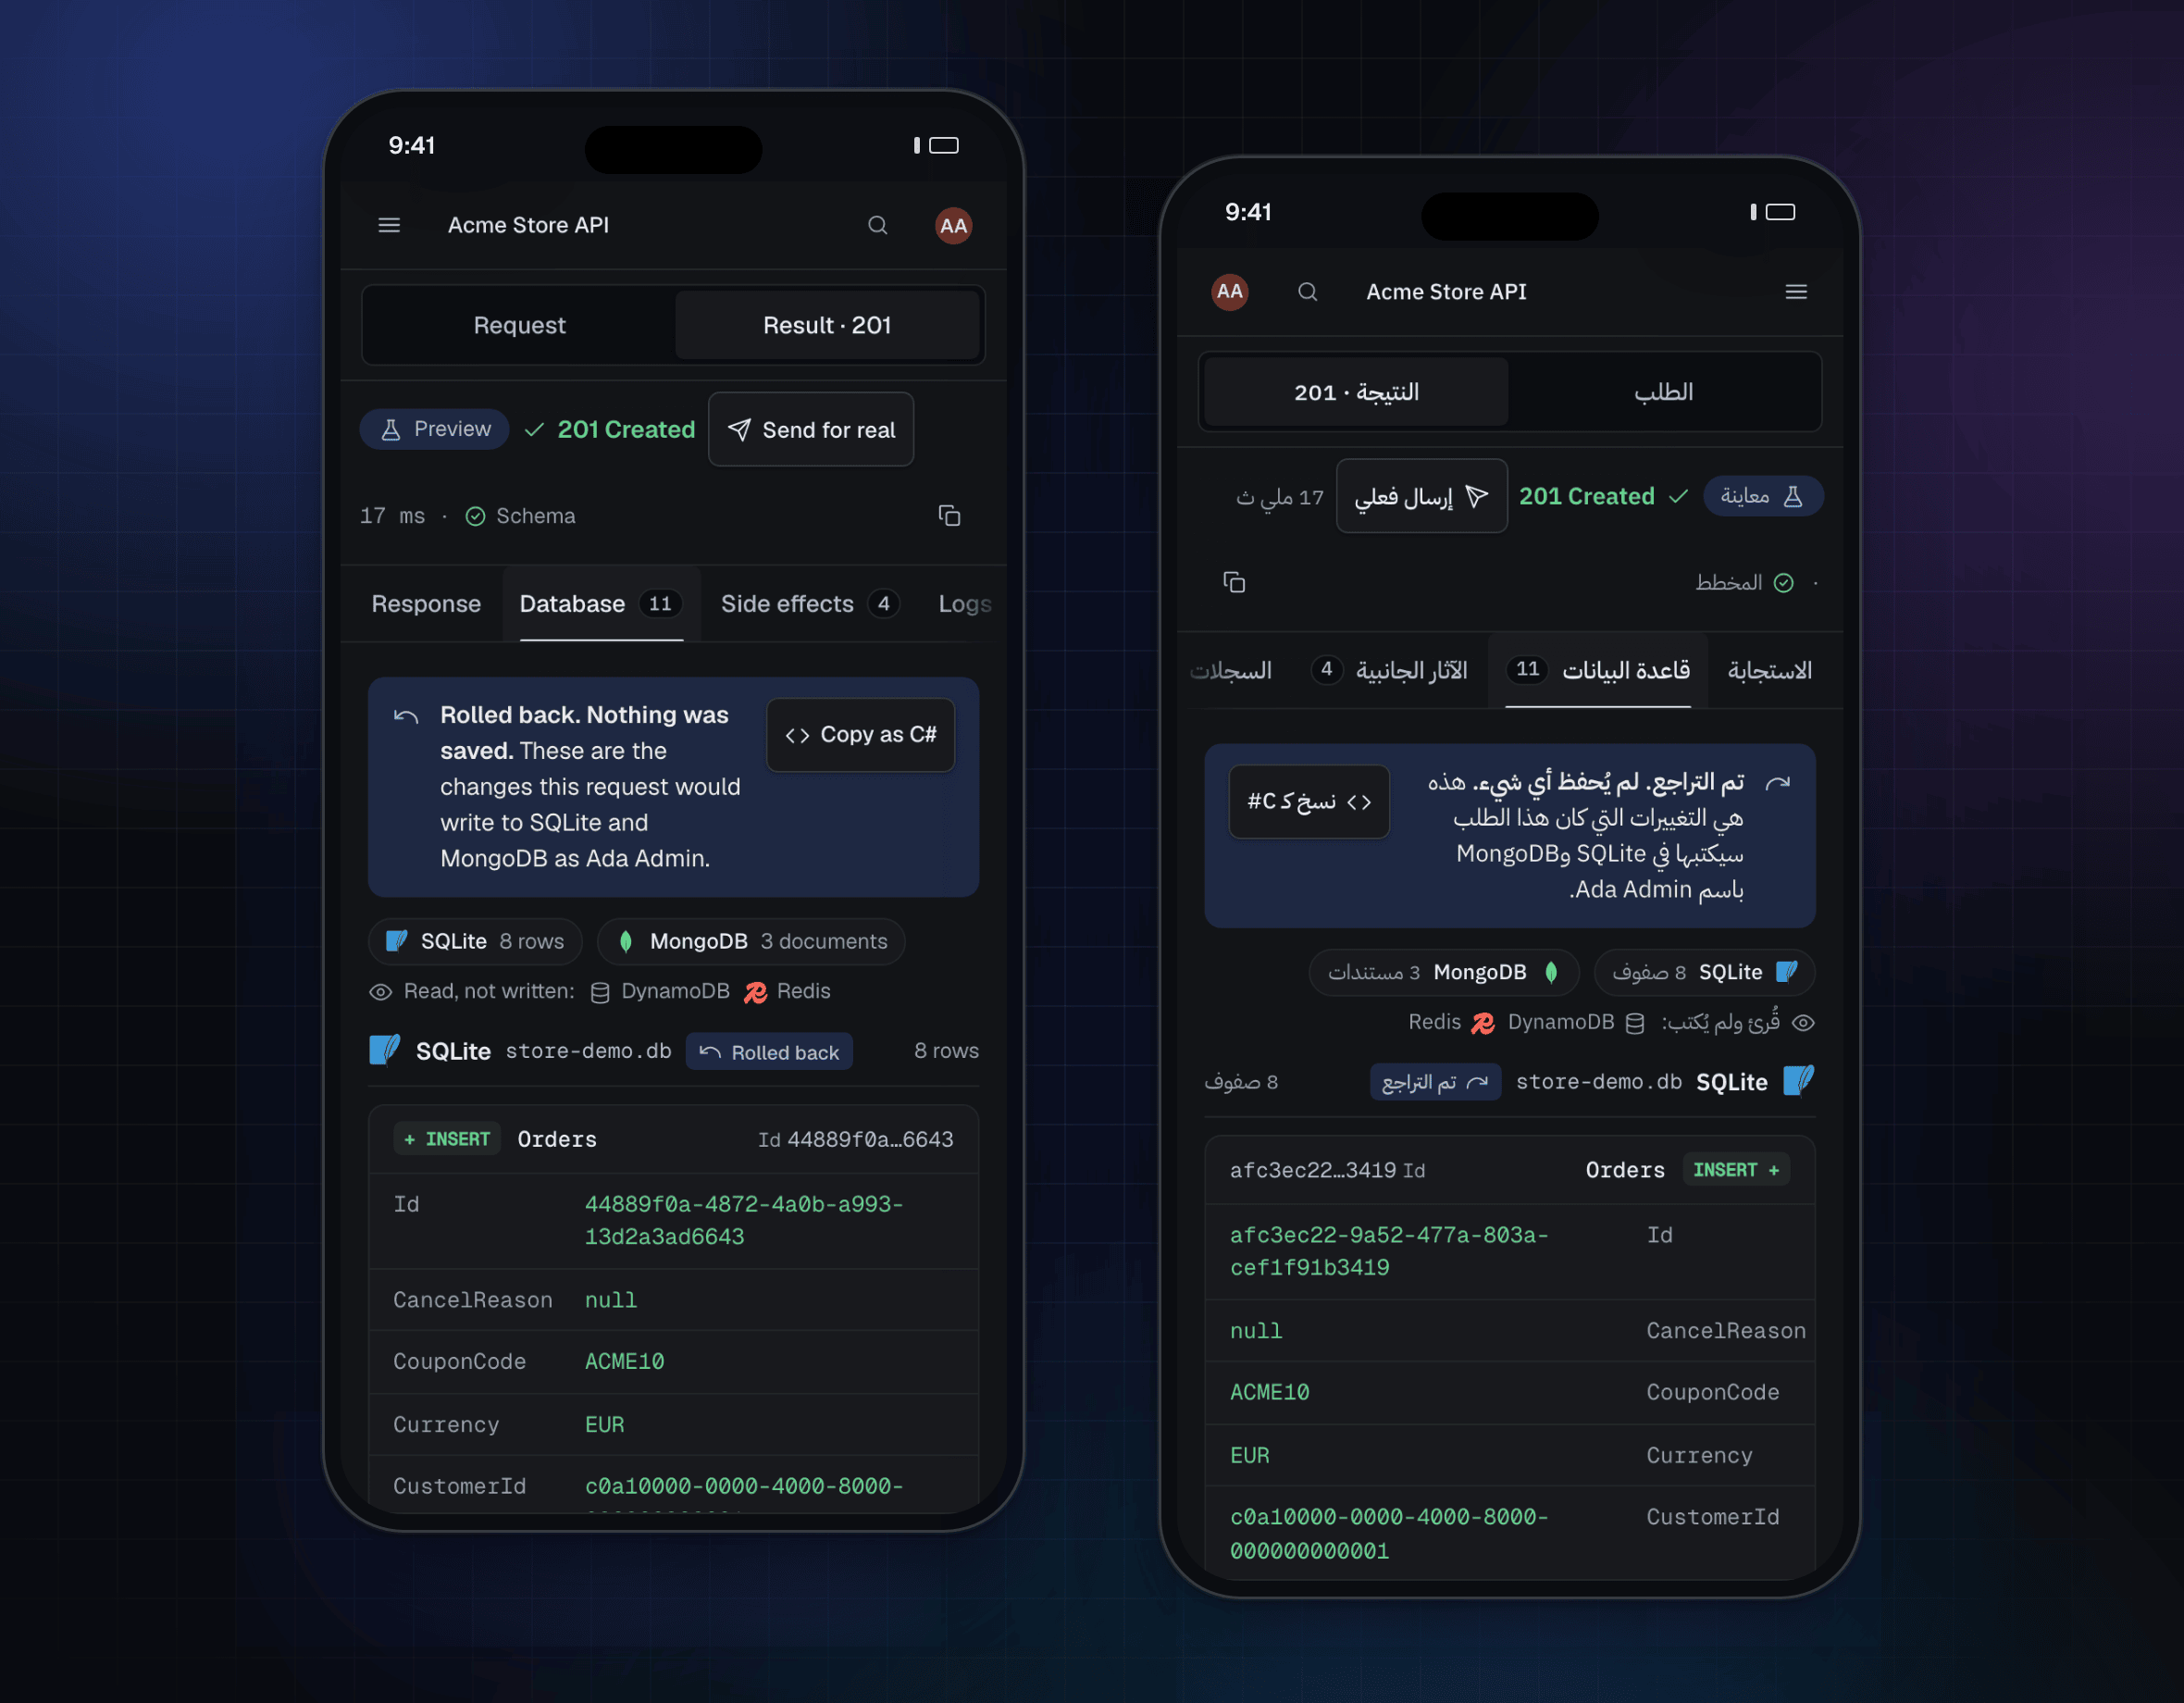 9:41
Acme Store API
AA
Request
Result · 201
Preview
201 Created
Send for real
17 ms · Schema
Response
Database 11
Side effects 4
Logs
Rolled back. Nothing was
saved. These are the
changes this request would
write to SQLite and
MongoDB as Ada Admin.
Copy as C#
SQLite 8 rows
MongoDB 3 documents
Read, not written: DynamoDB Redis
SQLite store-demo.db Rolled back 8 rows
+ INSERT Orders Id 44889f0a…6643
Id 44889f0a-4872-4a0b-a993-
13d2a3ad6643
CancelReason null
CouponCode ACME10
Currency EUR
CustomerId c0a10000-0000-4000-8000-
9:41
Acme Store API
AA
الطلب
النتيجة · 201
معاينة
201 Created
إرسال فعلي
17 ملي ث
· المخطط
الاستجابة
قاعدة البيانات 11
الآثار الجانبية 4
السجلات
تم التراجع. لم يُحفظ أي شيء. هذه
هي التغييرات التي كان هذا الطلب
سيكتبها في SQLite وMongoDB
باسم Ada Admin.
نسخ كـ C#
SQLite 8 صفوف
MongoDB 3 مستندات
قُرئ ولم يُكتب: DynamoDB Redis
SQLite store-demo.db تم التراجع 8 صفوف
+ INSERT Orders Id afc3ec22…3419
Id afc3ec22-9a52-477a-803a-
cef1f91b3419
CancelReason null
CouponCode ACME10
Currency EUR
CustomerId c0a10000-0000-4000-8000-
000000000001